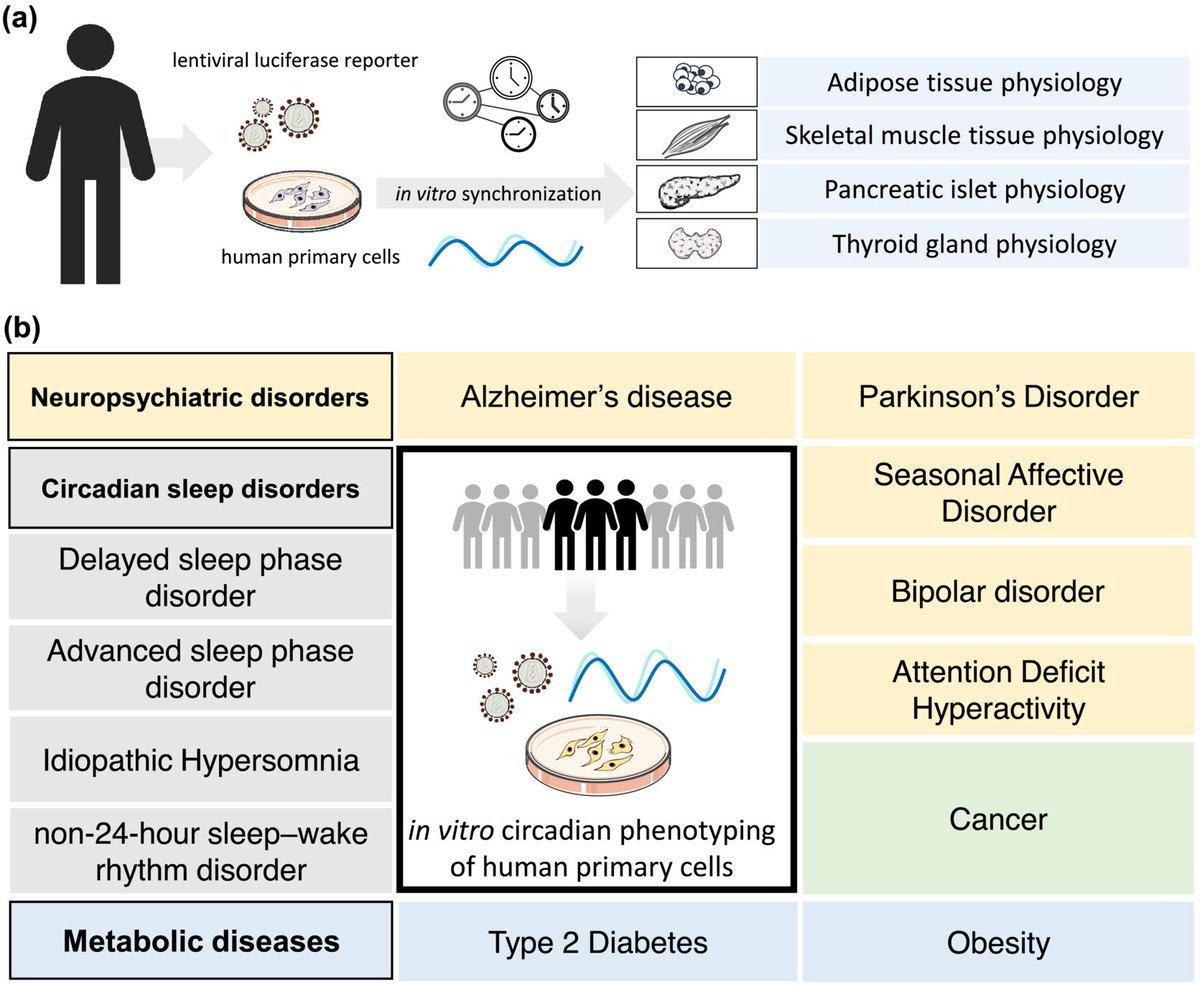 (a)
lentiviral luciferase reporter
human primary cells
in vitro synchronization
Adipose tissue physiology
Skeletal muscle tissue physiology
Pancreatic islet physiology
Thyroid gland physiology
(b)
Neuropsychiatric disorders
Alzheimer’s disease
Parkinson’s Disorder
Circadian sleep disorders
Delayed sleep phase
disorder
Advanced sleep phase
disorder
Idiopathic Hypersomnia
non-24-hour sleep–wake
rhythm disorder
in vitro circadian phenotyping
of human primary cells
Seasonal Affective
Disorder
Bipolar disorder
Attention Deficit
Hyperactivity
Cancer
Metabolic diseases
Type 2 Diabetes
Obesity